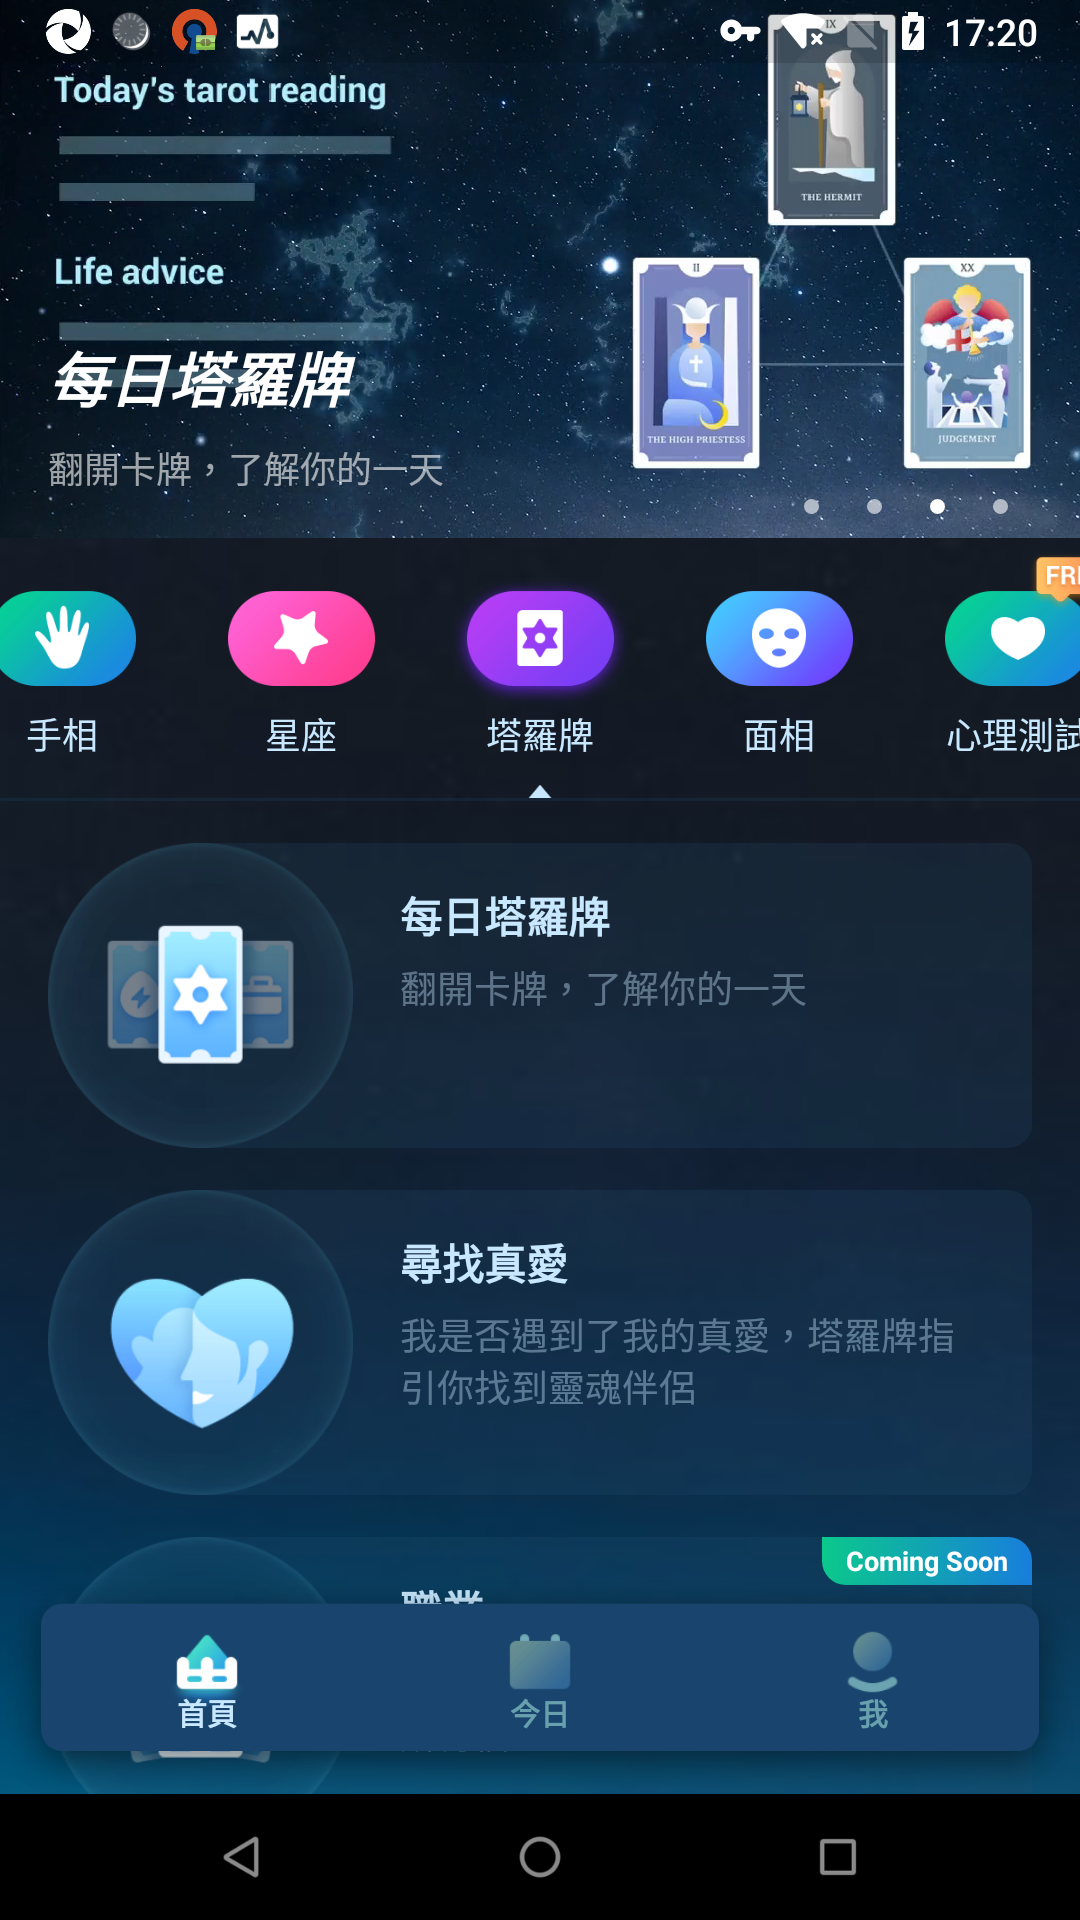 17:20
Today's tarot reading
Life advice
每日塔羅牌
翻開卡牌，了解你的一天
IX
THE HERMIT
II
THE HIGH PRIESTESS
XX
JUDGEMENT
手相
星座
塔羅牌
面相
心理測試
每日塔羅牌
翻開卡牌，了解你的一天
尋找真愛
我是否遇到了我的真愛，塔羅牌指
引你找到靈魂伴侶
Coming Soon
職業
首頁
今日
我